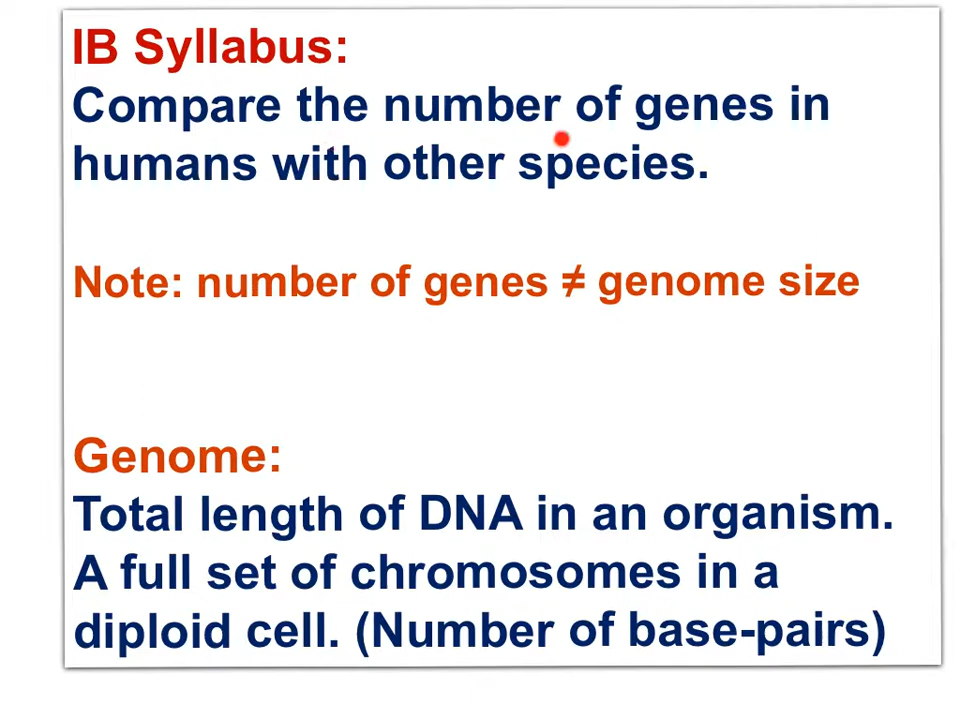 IB Syllabus:
Compare the number of genes in
humans with other species.
Note: number of genes ≠ genome size
Genome:
Total length of DNA in an organism.
A full set of chromosomes in a
diploid cell. (Number of base-pairs)